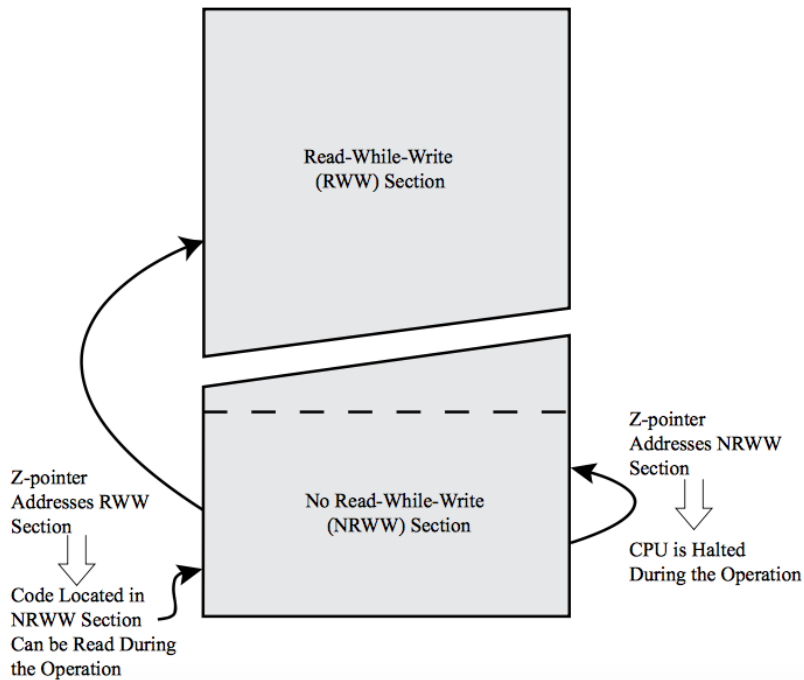 Read-While-Write
(RWW) Section
Z-pointer
Addresses RWW
Section
Code Located in
NRWW Section
Can be Read During
the Operation
No Read-While-Write
(NRWW) Section
Z-pointer
Addresses NRWW
Section
CPU is Halted
During the Operation